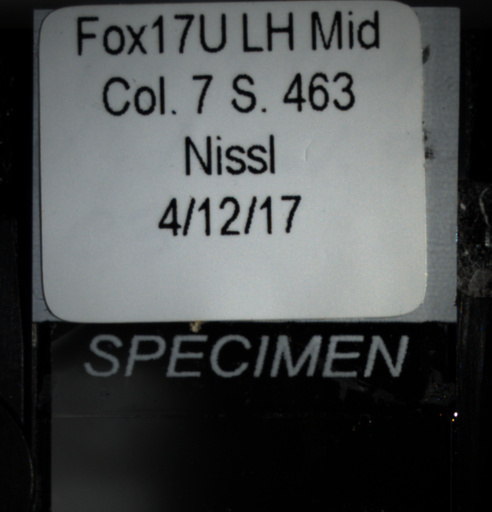 Fox17U LH Mid
Col. 7 S. 463
Nissl
4/12/17
SPECIMEN